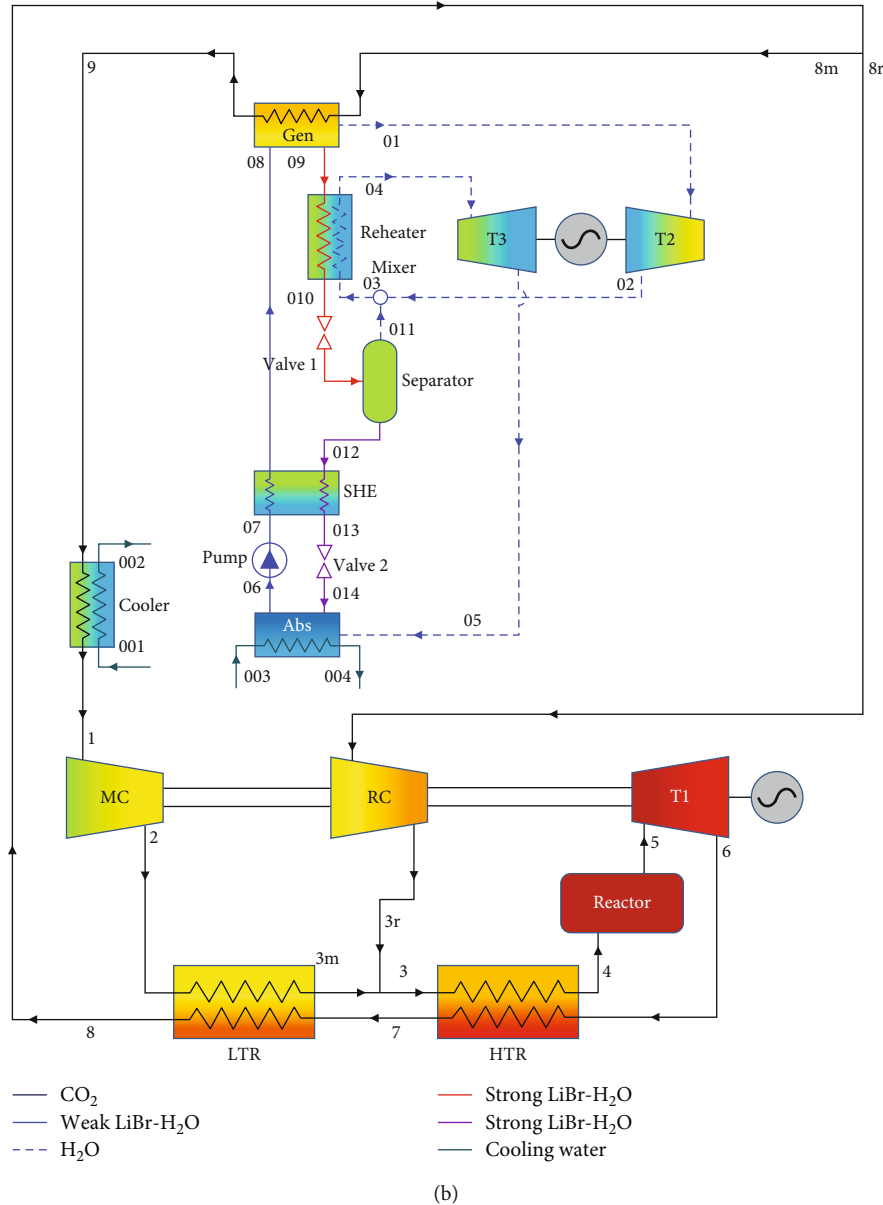 9
8m
8r
Gen
01
08
09
04
Reheater
T3
T2
Mixer
03
02
010
011
Valve 1
Separator
012
SHE
07
013
Pump
Valve 2
002
06
014
Cooler
Abs
05
001
003
004
1
MC
RC
T1
2
5
6
Reactor
3r
3m
3
4
8
7
LTR
HTR
CO2
Weak LiBr-H2O
H2O
Strong LiBr-H2O
Strong LiBr-H2O
Cooling water
(b)